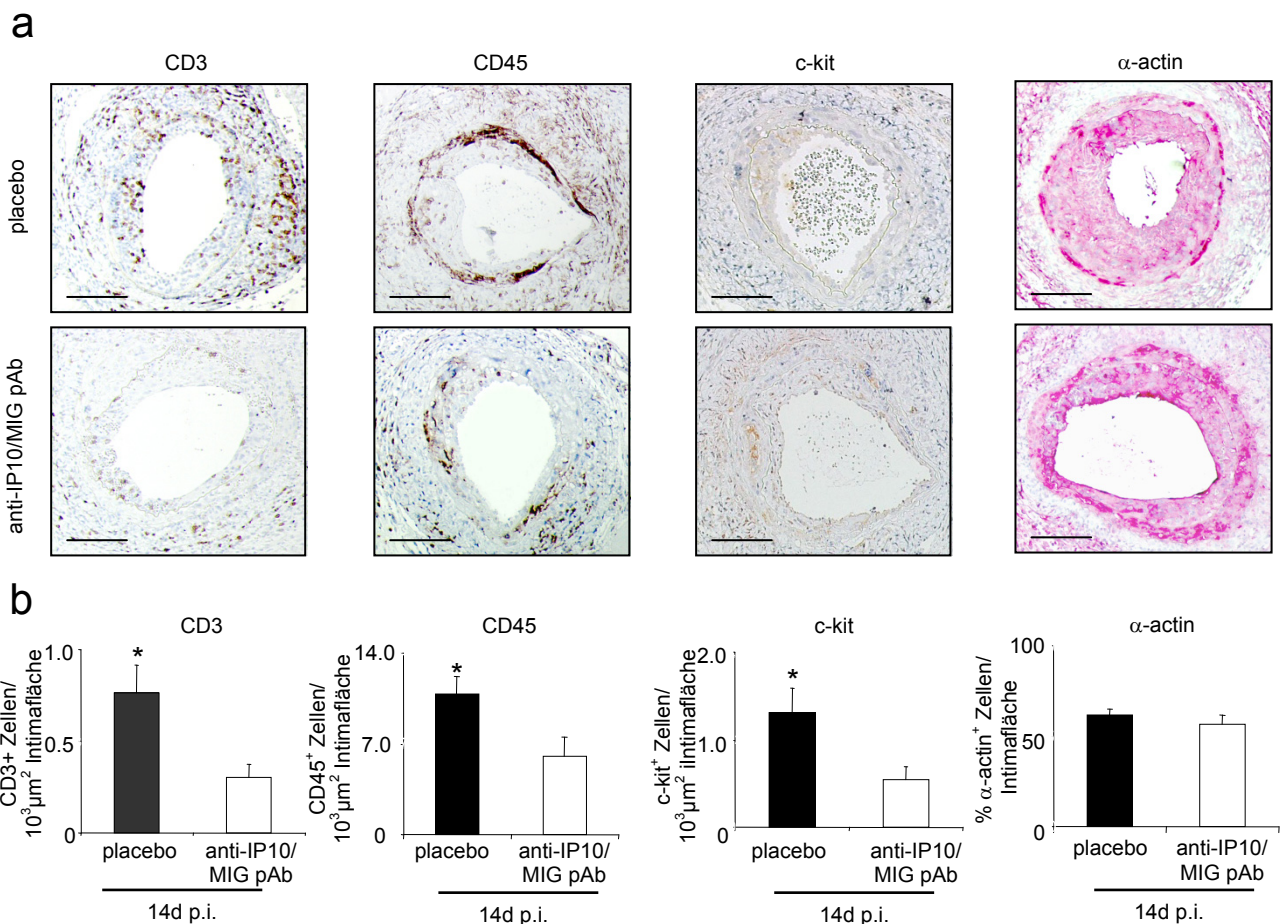 a
CD3
CD45
c-kit
α-actin
placebo
anti-IP10/MIG pAb
b
CD3
CD3+ Zellen/
10³µm² Intimafläche
1.0
0.5
0
*
placebo
anti-IP10/
MIG pAb
14d p.i.
CD45
CD45⁺ Zellen/
10³µm² Intimafläche
14.0
7.0
0
*
placebo
anti-IP10/
MIG pAb
14d p.i.
c-kit
c-kit⁺ Zellen/
10³µm² iIntimafläche
2.0
1.0
0
*
placebo
anti-IP10/
MIG pAb
14d p.i.
α-actin
% α-actin⁺ Zellen/
Intimafläche
100
50
0
placebo
anti-IP10/
MIG pAb
14d p.i.